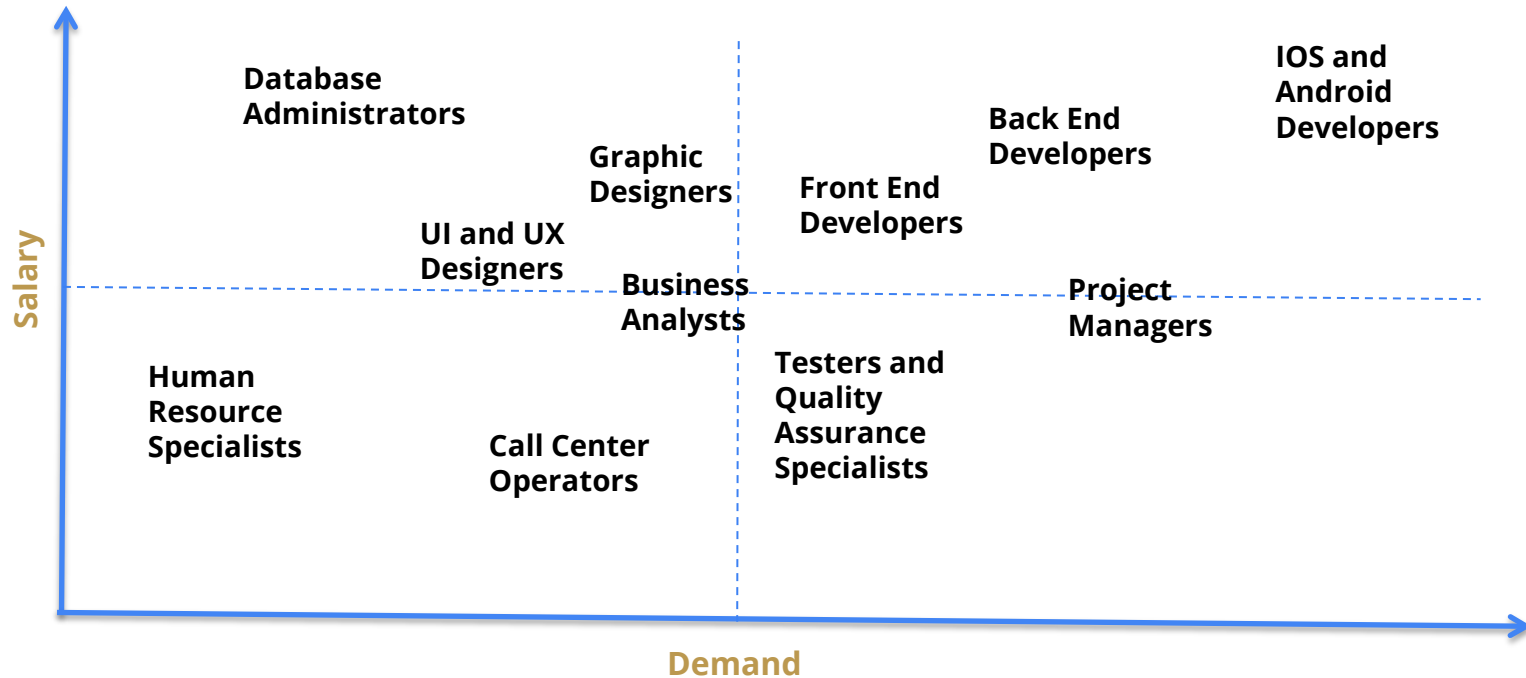 IOS and
Android
Developers
Database
Administrators
Back End
Developers
Graphic
Designers
Front End
Developers
UI and UX
Designers
Salary
Business
Analysts
Project
Managers
Testers and
Quality
Assurance
Specialists
Human
Resource
Specialists
Call Center
Operators
Demand